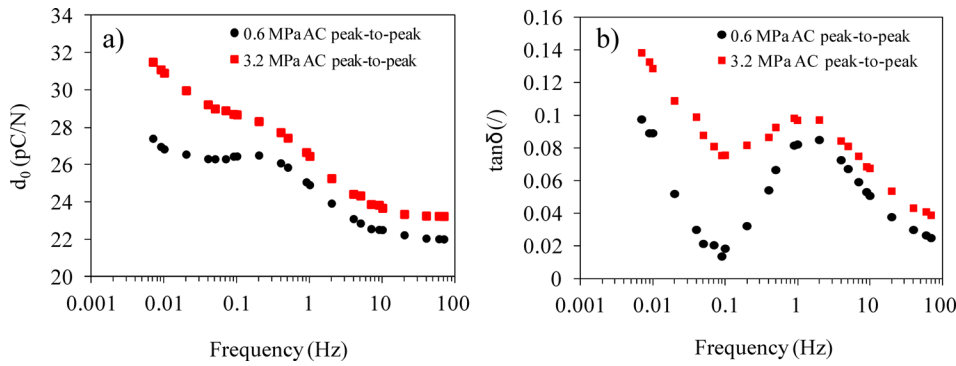 a)
0.6 MPa AC peak-to-peak
3.2 MPa AC peak-to-peak
34
32
30
28
26
24
22
20
d0 (pC/N)
0.001 0.01 0.1 1 10 100
Frequency (Hz)
b)
0.6 MPa AC peak-to-peak
3.2 MPa AC peak-to-peak
0.16
0.14
0.12
0.1
0.08
0.06
0.04
0.02
0
tanδ(/)
0.001 0.01 0.1 1 10 100
Frequency (Hz)